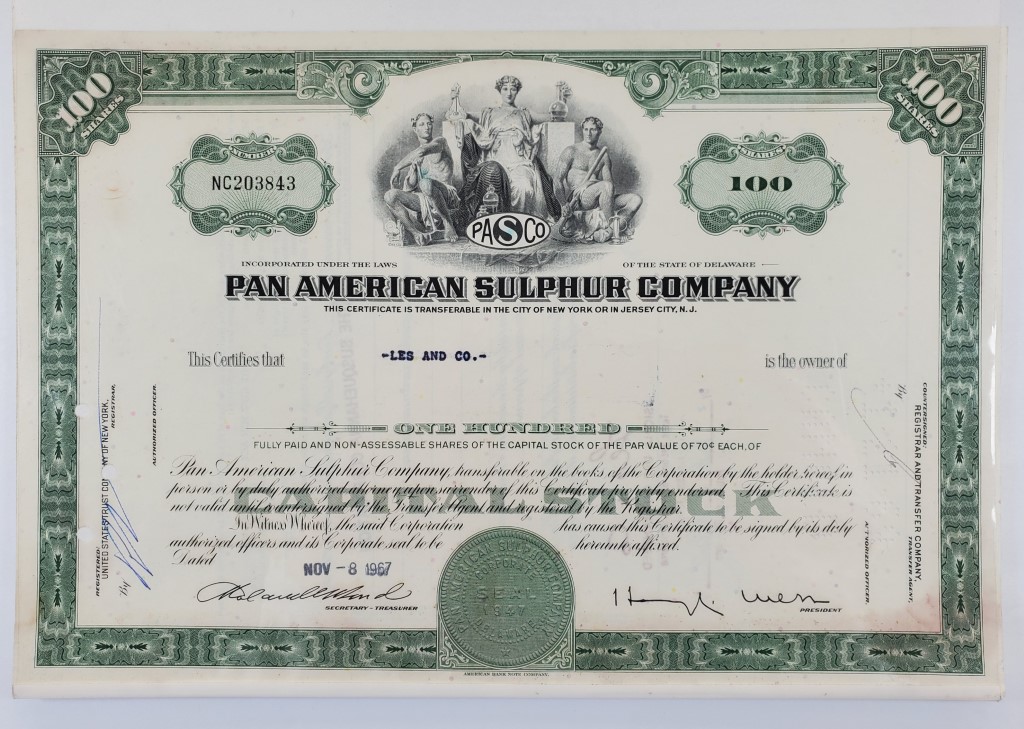 100
SHARES
100
SHARES
NUMBER
NC203843
SHARES
100
PASCO
INCORPORATED UNDER THE LAWS OF THE STATE OF DELAWARE
PAN AMERICAN SULPHUR COMPANY
THIS CERTIFICATE IS TRANSFERABLE IN THE CITY OF NEW YORK OR IN JERSEY CITY, N. J.
This Certifies that -LES AND CO.- is the owner of
ONE HUNDRED
FULLY PAID AND NON-ASSESSABLE SHARES OF THE CAPITAL STOCK OF THE PAR VALUE OF 70¢ EACH, OF
Pan American Sulphur Company, transferable on the books of the Corporation by the holder hereof in
person or by duly authorized attorney upon surrender of this Certificate properly endorsed. This Certificate is
not valid until countersigned by the Transfer Agent and registered by the Registrar.
In Witness Whereof, the said Corporation has caused this Certificate to be signed by its duly
authorized officers and its Corporate seal to be hereunto affixed.
Dated
NOV - 8 1967
SECRETARY - TREASURER
PRESIDENT
AMERICAN BANK NOTE COMPANY.
REGISTERED:
UNITED STATES TRUST COMPANY OF NEW YORK,
REGISTRAR,
By
AUTHORIZED OFFICER.
COUNTERSIGNED:
REGISTRAR AND TRANSFER COMPANY,
TRANSFER AGENT,
By
AUTHORIZED OFFICER.